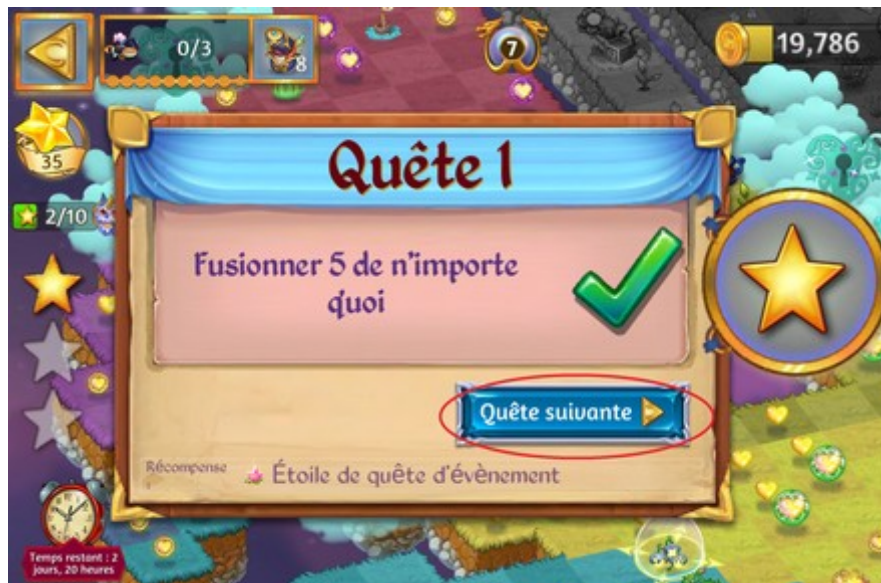 0/3
8
7
19,786
35
2/10
Quête 1
Fusionner 5 de n'importe
quoi
Quête suivante
Récompense
:
Étoile de quête d'évènement
Temps restant : 2
jours, 20 heures